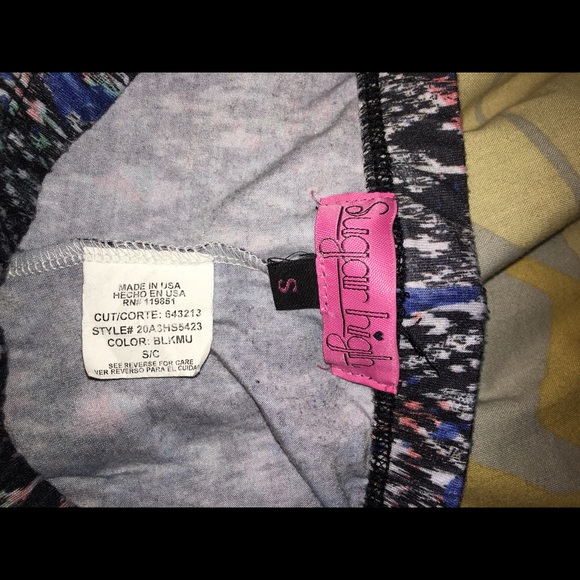 MADE IN USA
HECHO EN USA
RN# 119851
CUT/CORTE: 643213
STYLE# 20A3HS5423
COLOR: BLKMU
S/C
SEE REVERSE FOR CARE
VER REVERSO PARA EL CUIDAD
S
Sugar high